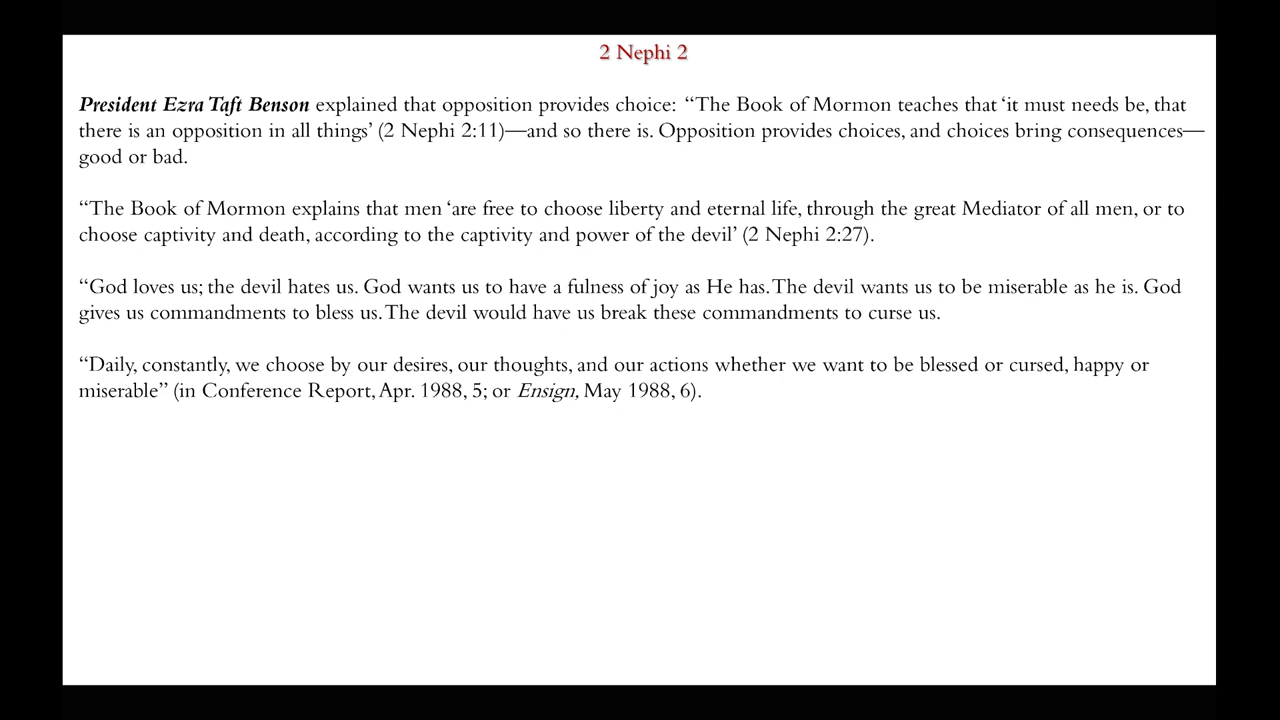 2 Nephi 2
President Ezra Taft Benson explained that opposition provides choice: “The Book of Mormon teaches that ‘it must needs be, that
there is an opposition in all things’ (2 Nephi 2:11)—and so there is. Opposition provides choices, and choices bring consequences—
good or bad.
“The Book of Mormon explains that men ‘are free to choose liberty and eternal life, through the great Mediator of all men, or to
choose captivity and death, according to the captivity and power of the devil’ (2 Nephi 2:27).
“God loves us; the devil hates us. God wants us to have a fulness of joy as He has. The devil wants us to be miserable as he is. God
gives us commandments to bless us. The devil would have us break these commandments to curse us.
“Daily, constantly, we choose by our desires, our thoughts, and our actions whether we want to be blessed or cursed, happy or
miserable” (in Conference Report, Apr. 1988, 5; or Ensign, May 1988, 6).